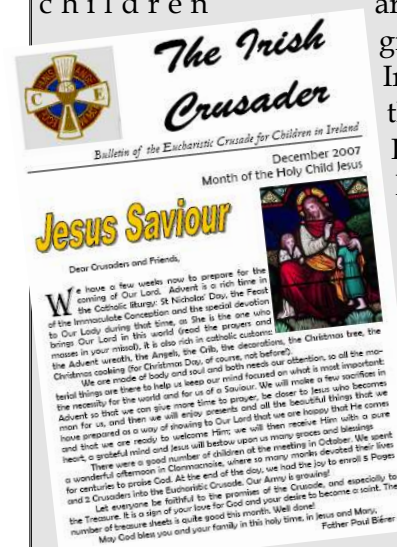 children
The Irish
Crusader
C E
Bulletin of the Eucharistic Crusade for Children in Ireland
December 2007
Month of the Holy Child Jesus
Jesus Saviour
Dear Crusaders and Friends,
We have a few weeks now to prepare for the
coming of Our Lord. Advent is a rich time in
the Catholic liturgy: St Nicholas' Day, the Feast
of the Immaculate Conception and the special devotion
to Our Lady during that time, as She is the one who
brings Our Lord in this world (read the prayers and
masses in your missal), it is also rich in catholic customs:
the Advent wreath, the Angels, the Crib, the decorations, the Christmas tree, the
Christmas cooking (for Christmas Day, of course, not before!).
We are made of body and soul and both needs our attention, so all the ma-
terial things are there to help us keep our mind focused on what is most important:
the necessity for the world and for us of a Saviour. We will make a few sacrifices in
Advent so that we can give more time to prayer, be closer to Jesus who becomes
man for us, and then we will enjoy presents and all the beautiful things that we
have prepared as a way of showing to Our Lord that we are happy that He comes
and that we are ready to welcome Him; we will then receive Him with a pure
heart, a grateful mind and Jesus will bestow upon us many graces and blessings
There were a good number of children at the meeting in October. We spent
a wonderful afternoon in Clonmacnoise, where so many monks devoted their lives
for centuries to praise God. At the end of the day, we had the joy to enroll 5 Pages
and 2 Crusaders into the Eucharistic Crusade. Our Army is growing!
Let everyone be faithful to the promises of the Crusade, and especially to
the Treasure. It is a sign of your love for God and your desire to become a saint. The
number of treasure sheets is quite good this month. Well done!
May God bless you and your family in this holy time, in Jesus and Mary,
Father Paul Biérer